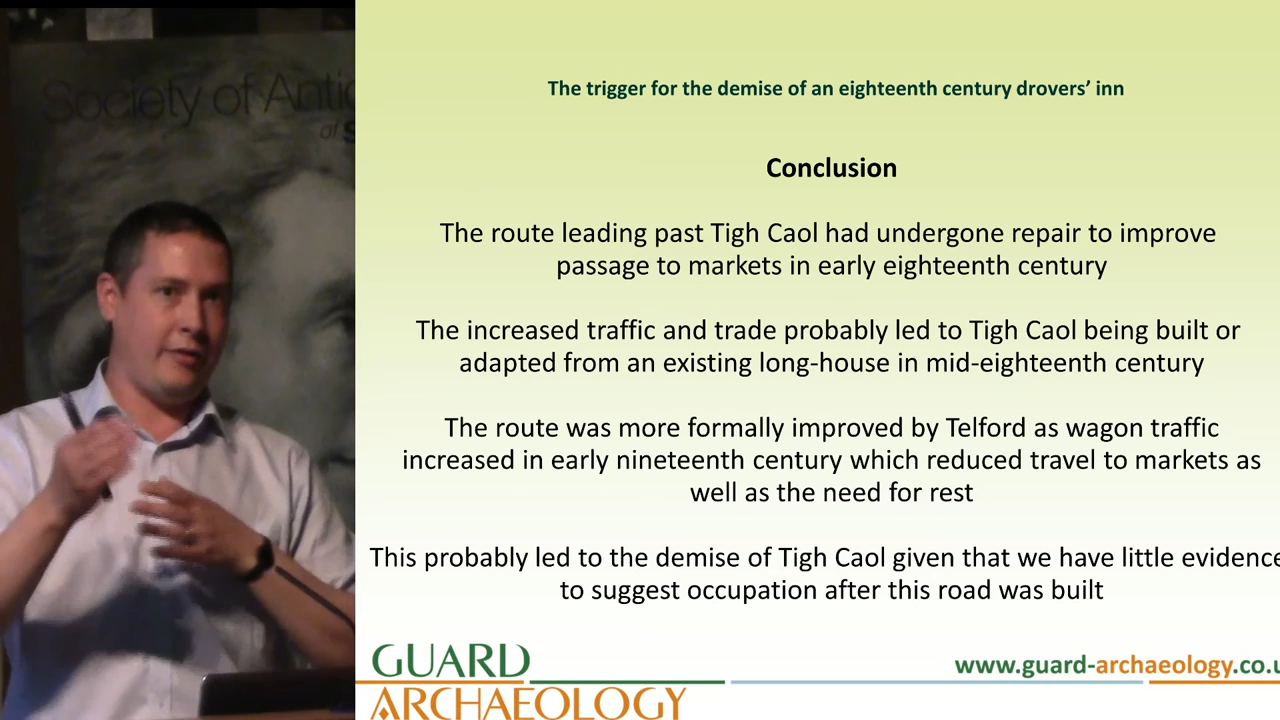 Society of Antiq
of S
The trigger for the demise of an eighteenth century drovers’ inn
Conclusion
The route leading past Tigh Caol had undergone repair to improve
passage to markets in early eighteenth century
The increased traffic and trade probably led to Tigh Caol being built or
adapted from an existing long-house in mid-eighteenth century
The route was more formally improved by Telford as wagon traffic
increased in early nineteenth century which reduced travel to markets as
well as the need for rest
This probably led to the demise of Tigh Caol given that we have little evidence
to suggest occupation after this road was built
GUARD
ARCHAEOLOGY
www.guard-archaeology.co.u